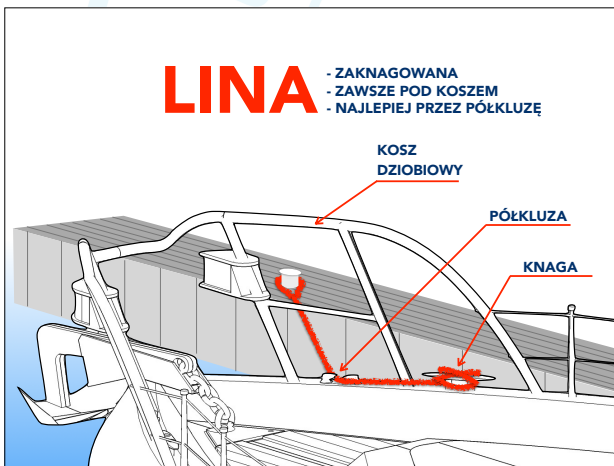 LINA
- ZAKNAGOWANA
- ZAWSZE POD KOSZEM
- NAJLEPIEJ PRZEZ PÓŁKLUZĘ
KOSZ
DZIOBIOWY
PÓŁKLUZA
KNAGA